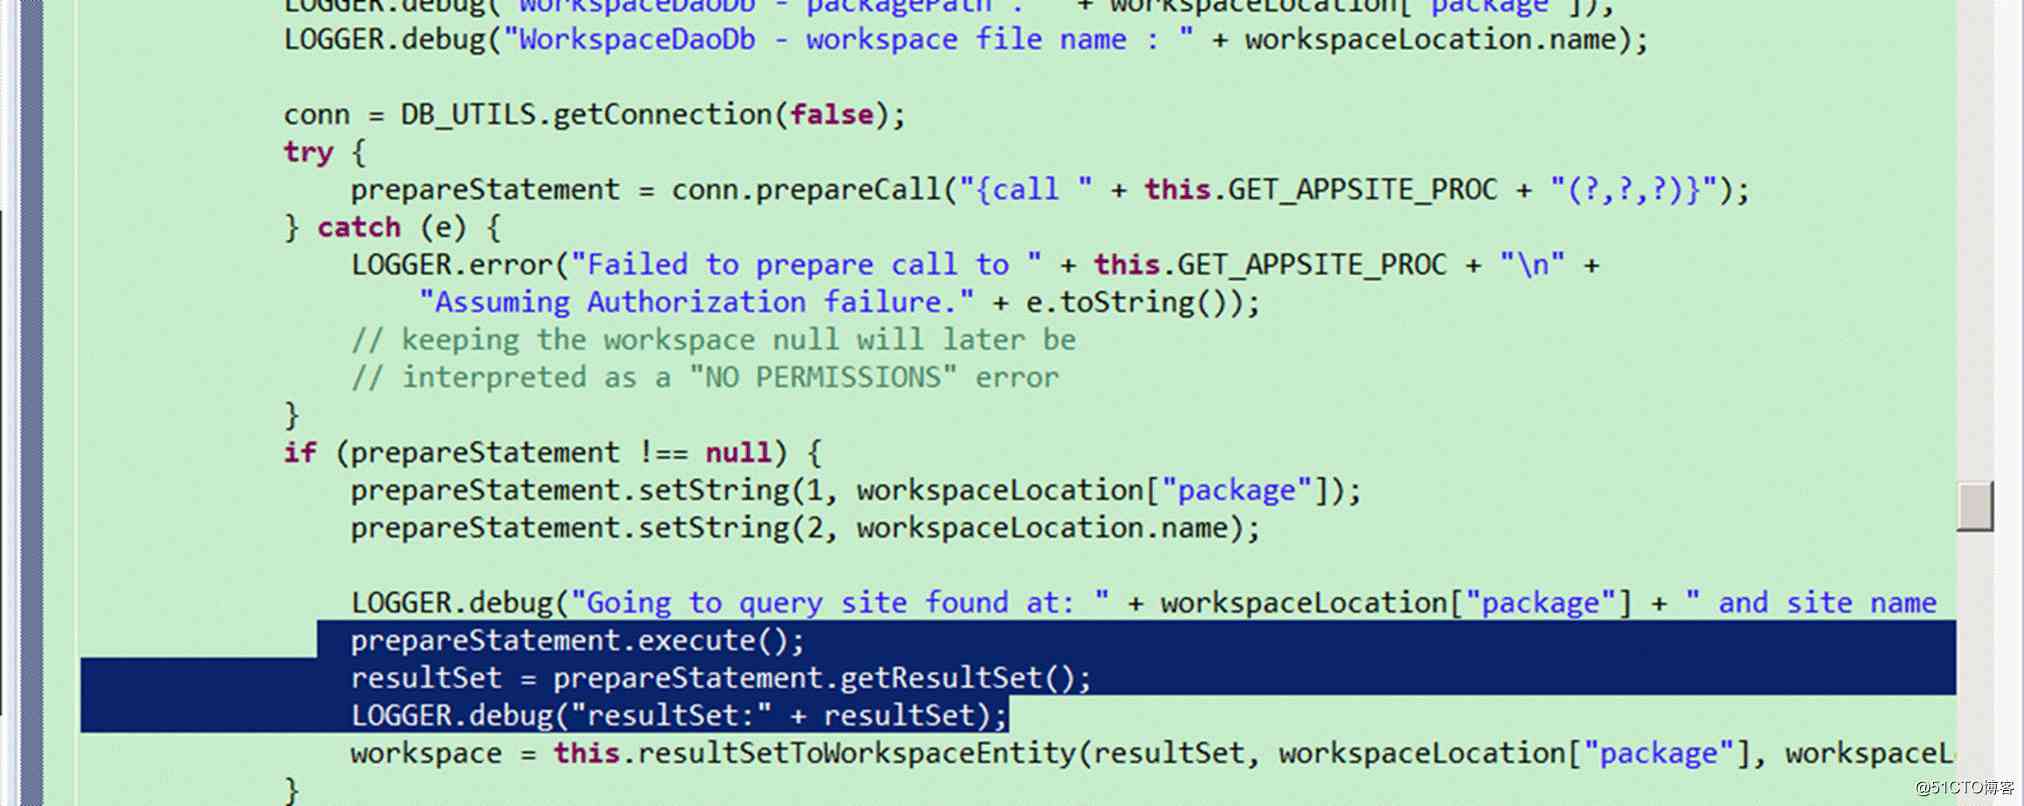 LOGGER.debug("WorkspaceDaoDb - packagePath : " + workspaceLocation["package"]);
LOGGER.debug("WorkspaceDaoDb - workspace file name : " + workspaceLocation.name);
conn = DB_UTILS.getConnection(false);
try {
prepareStatement = conn.prepareCall("{call " + this.GET_APPSITE_PROC + "(?,?,?)}");
} catch (e) {
LOGGER.error("Failed to prepare call to " + this.GET_APPSITE_PROC + "\n" +
"Assuming Authorization failure." + e.toString());
// keeping the workspace null will later be
// interpreted as a "NO PERMISSIONS" error
}
if (prepareStatement !== null) {
prepareStatement.setString(1, workspaceLocation["package"]);
prepareStatement.setString(2, workspaceLocation.name);
LOGGER.debug("Going to query site found at: " + workspaceLocation["package"] + " and site name
prepareStatement.execute();
resultSet = prepareStatement.getResultSet();
LOGGER.debug("resultSet:" + resultSet);
workspace = this.resultSetToWorkspaceEntity(resultSet, workspaceLocation["package"], workspaceL
}
@51CTO博客